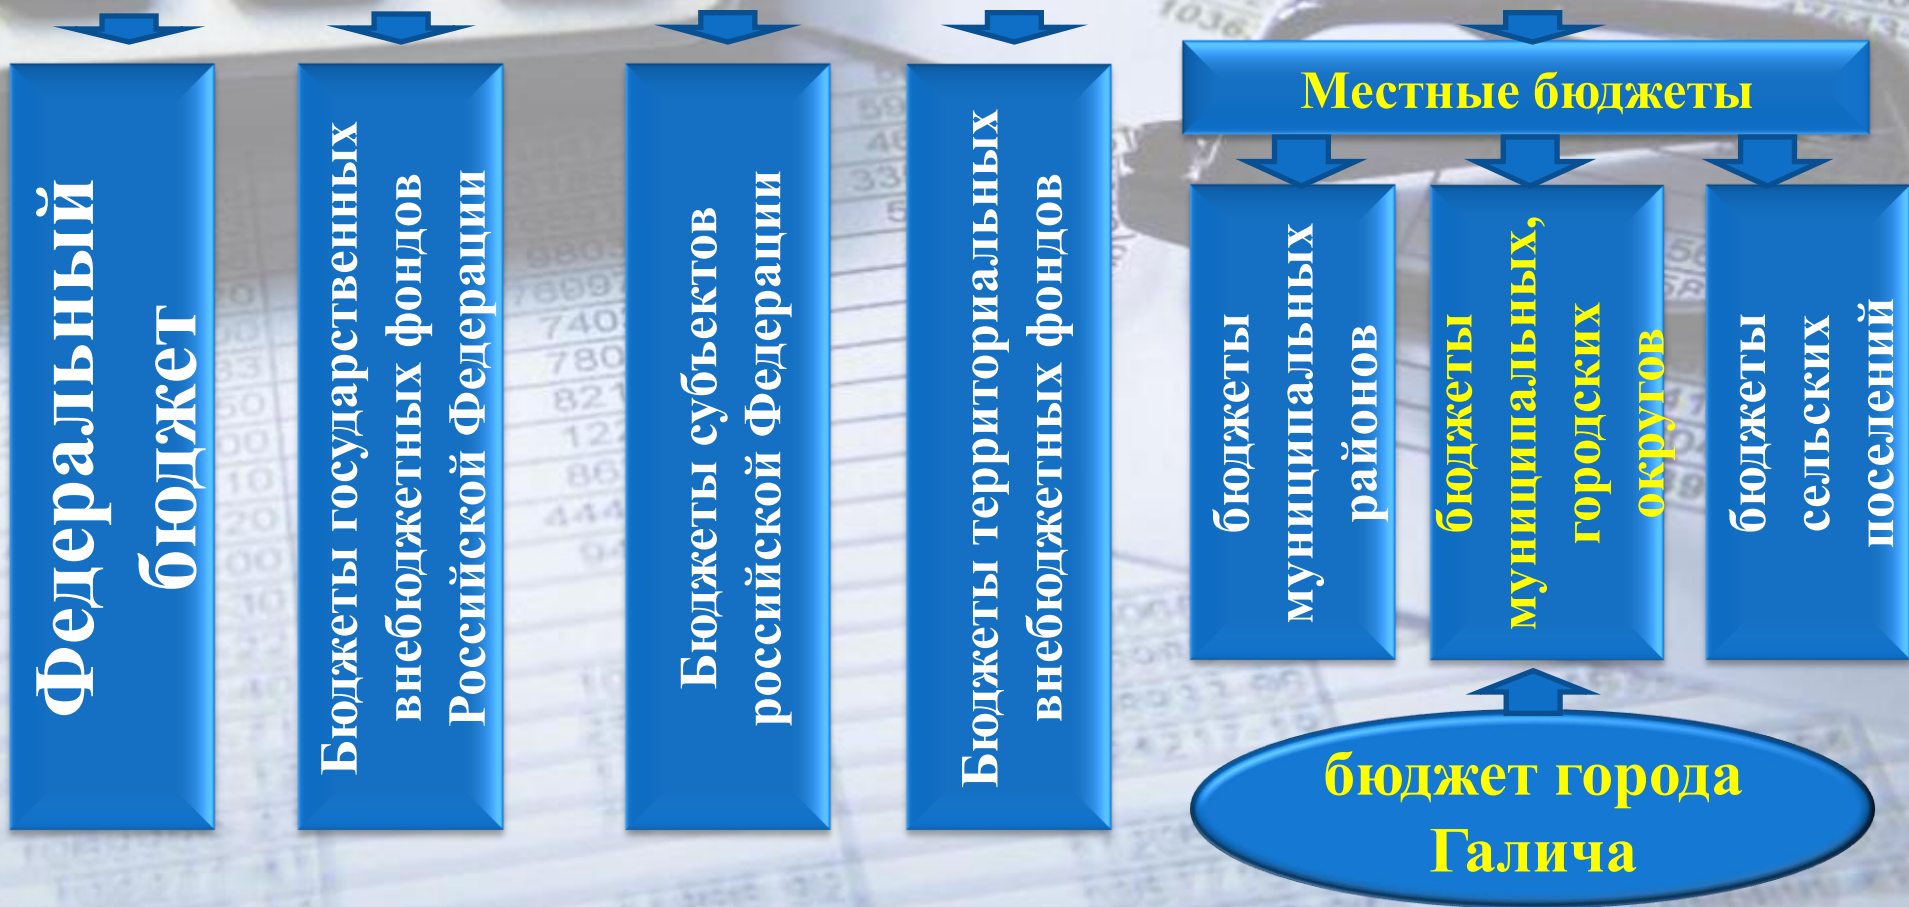 Федеральный
бюджет
Бюджеты государственных
внебюджетных фондов
Российской Федерации
Бюджеты субъектов
российской Федерации
Бюджеты территориальных
внебюджетных фондов
Местные бюджеты
бюджеты
муниципальных
районов
бюджеты
муниципальных,
городских
округов
бюджеты
сельских
поселений
бюджет города
Галича